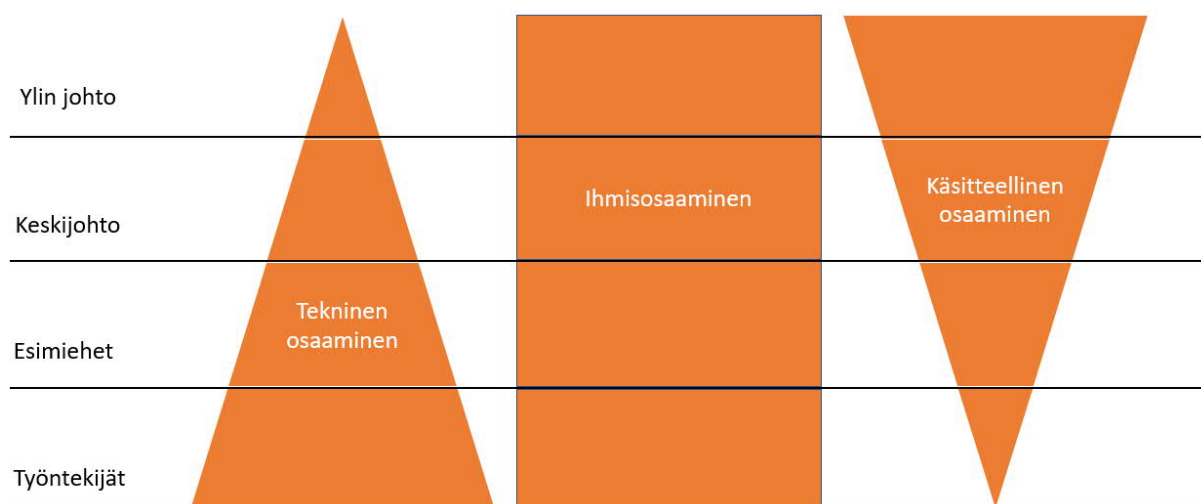 Ylin johto
Keskijohto
Esimiehet
Työntekijät
Tekninen
osaaminen
Ihmisosaaminen
Käsitteellinen
osaaminen